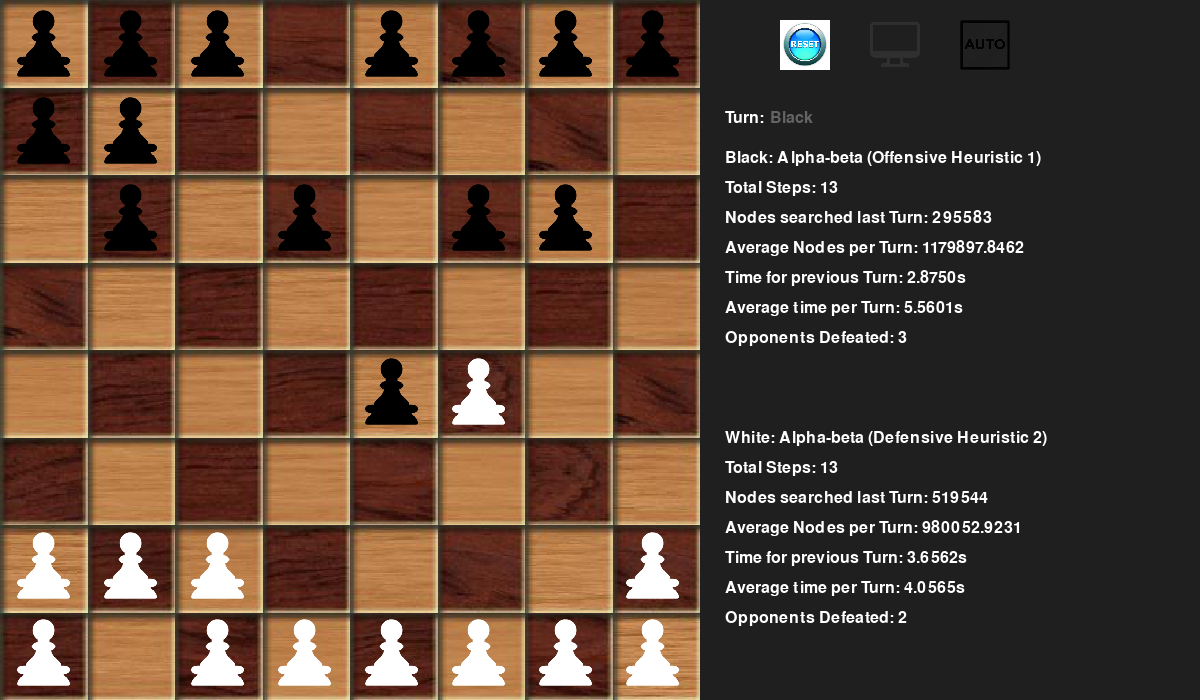 RESET
AUTO
Turn: Black
Black: Alpha-beta (Offensive Heuristic 1)
Total Steps: 13
Nodes searched last Turn: 295583
Average Nodes per Turn: 1179897.8462
Time for previous Turn: 2.8750s
Average time per Turn: 5.5601s
Opponents Defeated: 3
White: Alpha-beta (Defensive Heuristic 2)
Total Steps: 13
Nodes searched last Turn: 519544
Average Nodes per Turn: 980052.9231
Time for previous Turn: 3.6562s
Average time per Turn: 4.0565s
Opponents Defeated: 2